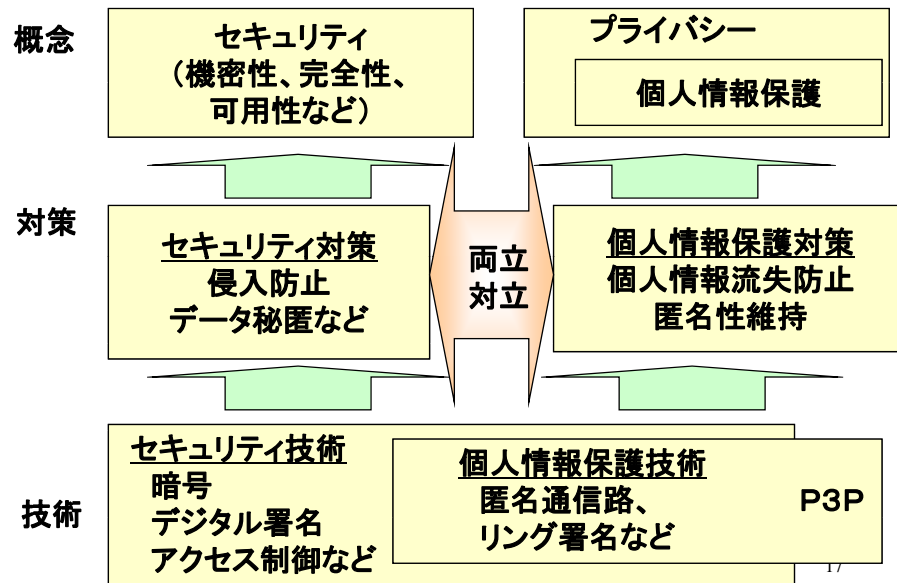 概念
セキュリティ
（機密性、完全性、
可用性など）
プライバシー
個人情報保護
対策
セキュリティ対策
侵入防止
データ秘匿など
両立
対立
個人情報保護対策
個人情報流失防止
匿名性維持
技術
セキュリティ技術
暗号
デジタル署名
アクセス制御など
個人情報保護技術
匿名通信路、
リング署名など
P3P